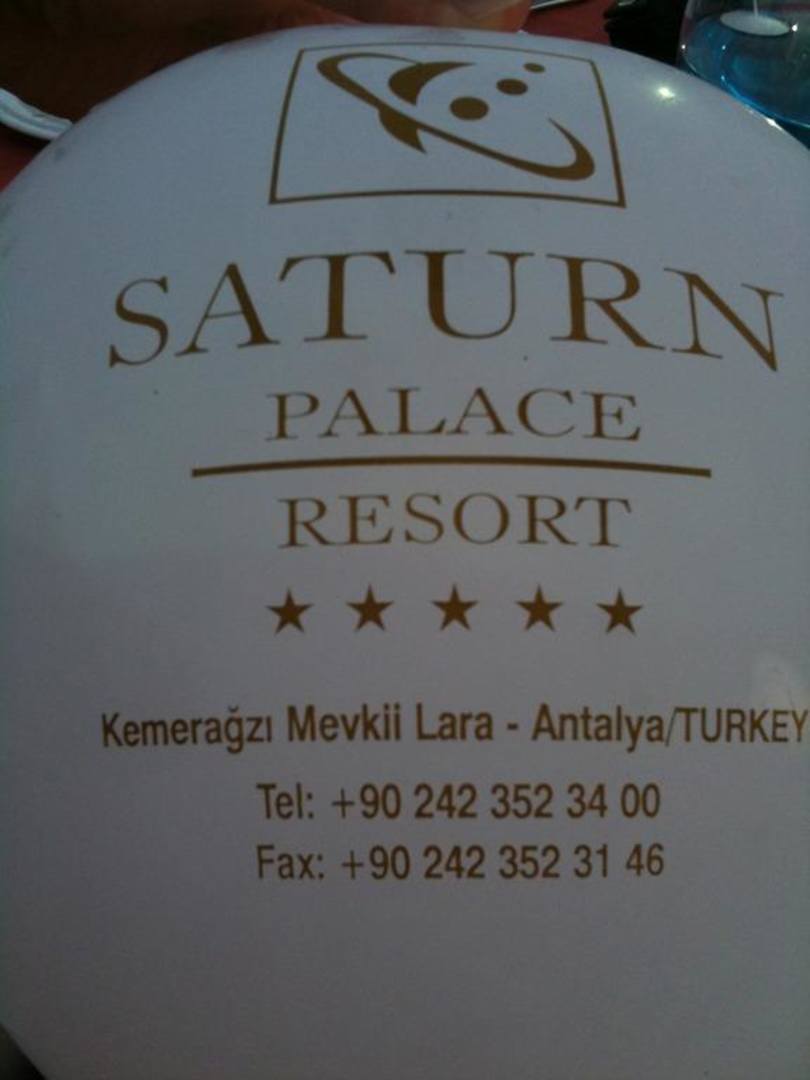 SATURN
PALACE
RESORT
Kemerağzı Mevkii Lara - Antalya/TURKEY
Tel: +90 242 352 34 00
Fax: +90 242 352 31 46